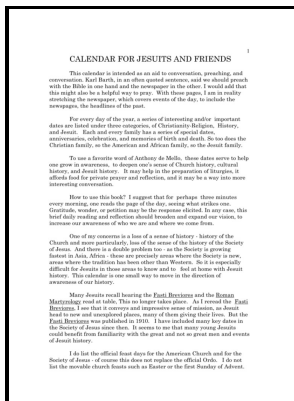 1
CALENDAR FOR JESUITS AND FRIENDS
This calendar is intended as an aid to conversation, preaching, and
conversation. Karl Barth, in an often quoted sentence, said we should preach
with the Bible in one hand and the newspaper in the other. I would add that
this might also be a helpful way to pray. With these pages, I am in reality
stretching the newspaper, which covers events of the day, to include the
newspages, the headlines of the past.
For every day of the year, a series of interesting and/or important
dates are listed under three categories, of Christianity-Religion, History,
and Jesuit. Each and every family has a series of special dates,
anniversaries, celebration, and memories of birth and death. So too does the
Christian family, so the American and African family, so the Jesuit family.
To use a favorite word of Anthony de Mello, these dates serve to help
one grow in awareness, to deepen one's sense of Church history, cultural
history, and Jesuit history. It may help in the preparation of liturgies, it
affords food for private prayer and reflection, and it may be a way into more
interesting conversation.
How to use this book? I suggest that for perhaps three minutes
every morning, one reads the page of the day, seeing what strikes one.
Gratitude, wonder, or petition may be the response elicited. In any case, this
brief daily reading and reflection should broaden and expand our vision, to
increase our awareness of who we are and where we come from.
One of my concerns is a loss of a sense of history - history of the
Church and more particularly, loss of the sense of the history of the Society
of Jesus. And there is a double problem too - as the Society is growing
fastest in Asia, Africa - those are precisely areas where the Society is new,
areas where the tradition has been other than Western. So it is especially
difficult for Jesuits in those areas to know and to feel at home with Jesuit
history. This calendar is one small way to move in the direction of
awareness of our history.
Many Jesuits recall hearing the Fasti Breviores and the Roman
Martyrology read at table. This no longer takes place. As I reread the Fasti
Breviores, I see that it conveys and impressive sense of mission, as Jesuit
head to new and unexplored places, many of them giving their lives. But the
Fasti Breviores was published in 1910. I have included many key dates in
the Society of Jesus since then. It seems to me that many young Jesuits
could benefit from familiarity with the great and not so great men and events
of Jesuit history.
I do list the official feast days for the American Church and for the
Society of Jesus - of course this does not replace the official Ordo. I do not
list the movable church feasts such as Easter or the first Sunday of Advent.